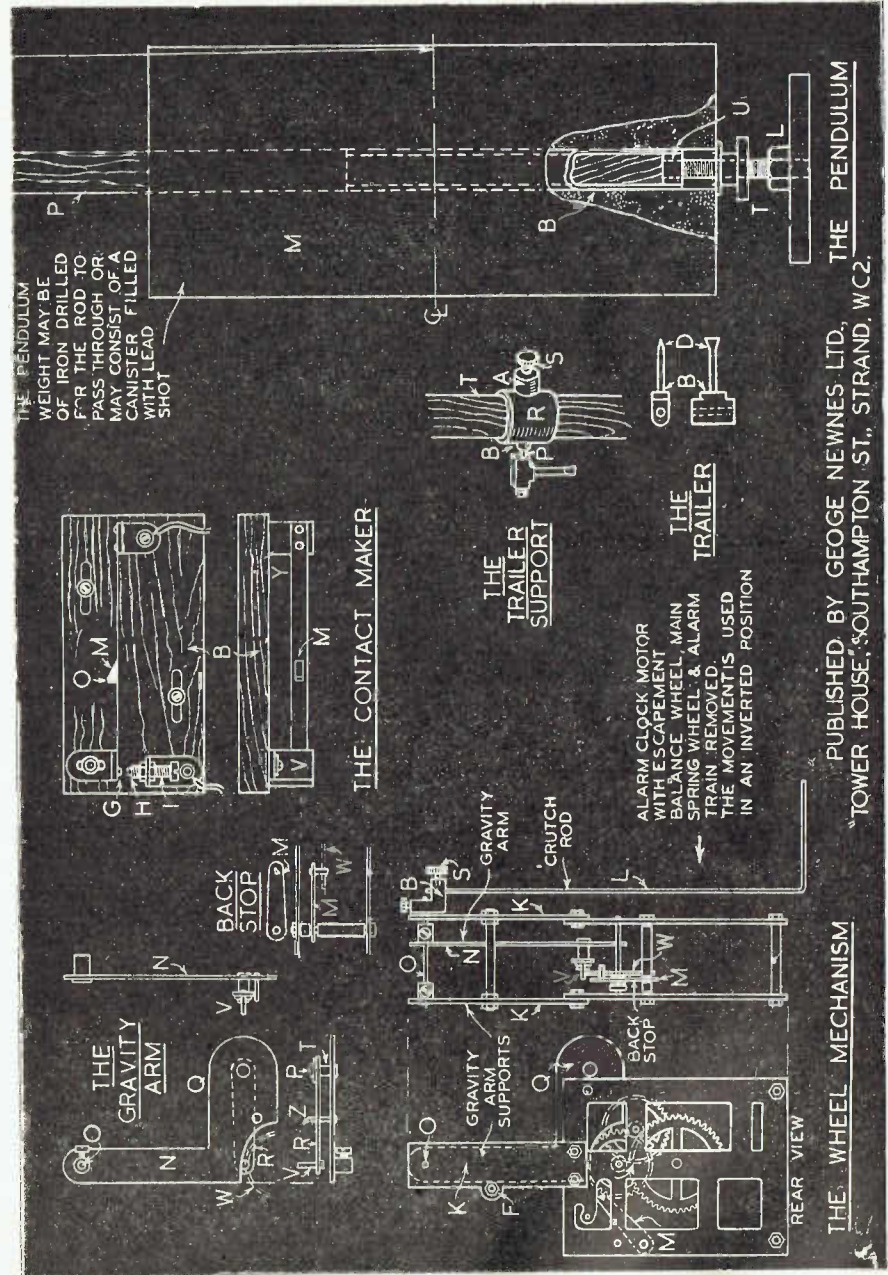 THE
GRAVITY
ARM
O
N
Q
W
R
V
R
Z
P
T
N
V
BACK
STOP
M
M
W
G
H
I
O
M
B
V
Y
M
THE CONTACT MAKER
THE PENDULUM
WEIGHT MAY BE
OF IRON DRILLED
FOR THE ROD TO
PASS THROUGH OR
MAY CONSIST OF A
CANISTER FILLED
WITH LEAD
SHOT
P
M
B
U
T
L
THE PENDULUM
THE
TRAILER
SUPPORT
B
P
R
A
S
T
THE
TRAILER
B
D
GRAVITY
ARM
SUPPORTS
O
K
F
Q
M
REAR VIEW
O
B
S
K
N
K
V
W
M
BACK
STOP
GRAVITY
ARM
CRUTCH
ROD
L
ALARM CLOCK MOTOR
WITH ESCAPEMENT
BALANCE WHEEL, MAIN
SPRING WHEEL & ALARM
TRAIN REMOVED.
THE MOVEMENT IS USED
IN AN INVERTED POSITION
THE WHEEL MECHANISM
PUBLISHED BY GEOGE NEWNES LTD.,
"TOWER HOUSE," SOUTHAMPTON ST., STRAND. WC2.